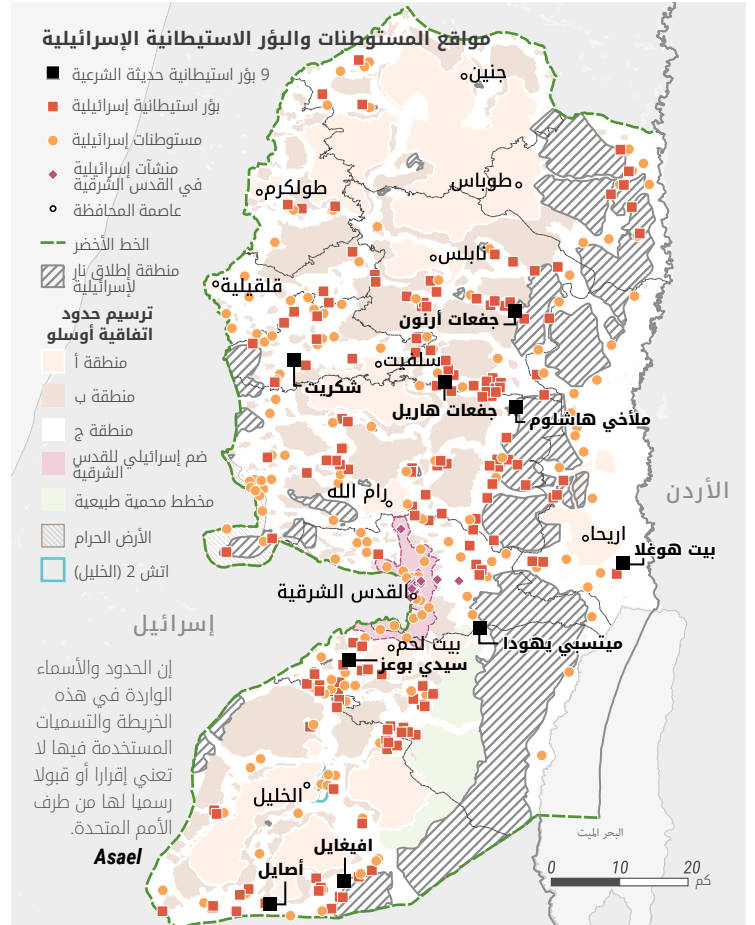 مواقع المستوطنات والبؤر الاستيطانية الإسرائيلية
9 بؤر استيطانية حديثة الشرعية
بؤر استيطانية إسرائيلية
مستوطنات إسرائيلية
منشآت إسرائيلية
في القدس الشرقية
عاصمة المحافظة
الخط الأخضر
منطقة إطلاق نار
لإسرائيلية
ترسيم حدود
اتفاقية أوسلو
منطقة أ
منطقة ب
منطقة ج
ضم إسرائيلي للقدس
الشرقية
مخطط محمية طبيعية
الأرض الحرام
اتش 2 (الخليل)
جنين
طوباس
طولكرم
نابلس
قلقيلية
جفعات أرنون
سلفيت
شكريت
جفعات هاريل
ملأخي هاشلوم
رام الله
الأردن
اريحا
بيت هوغلا
القدس الشرقية
إسرائيل
ميتسبي يهودا
بيت لحم
سيدي بوعز
إن الحدود والأسماء
الواردة في هذه
الخريطة والتسميات
المستخدمة فيها لا
تعني إقرارا أو قبولا
رسميا لها من طرف
الأمم المتحدة.
الخليل
البحر الميت
افيغايل
Asael
أصايل
0 10 20
كم